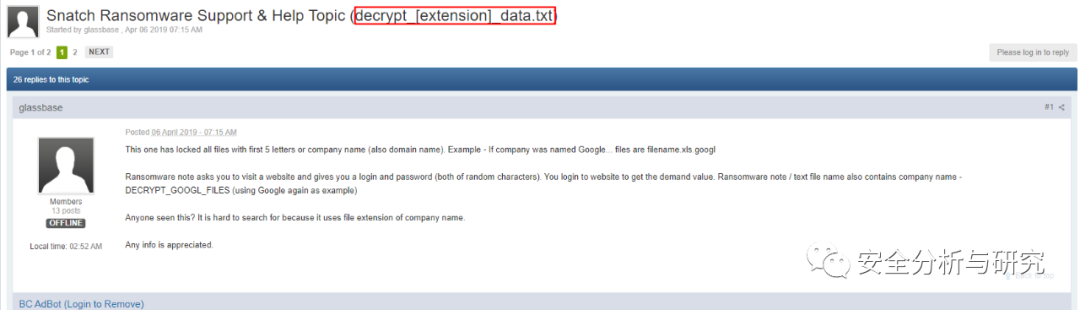 Snatch Ransomware Support & Help Topic (decrypt_[extension]_data.txt)
Started by glassbase , Apr 06 2019 07:15 AM
Page 1 of 2 1 2 NEXT
Please log in to reply
26 replies to this topic
glassbase
#1
Posted 06 April 2019 - 07:15 AM
This one has locked all files with first 5 letters or company name (also domain name). Example - If company was named Google... files are filename.xls googl
Ransomware note asks you to visit a website and gives you a login and password (both of random characters). You login to website to get the demand value. Ransomware note / text file name also contains company name -
DECRYPT_GOOGL_FILES (using Google again as example)
Members
13 posts
OFFLINE
Anyone seen this? It is hard to search for because it uses file extension of company name.
Local time: 02:52 AM
Any info is appreciated.
安全分析与研究
BC AdBot (Login to Remove)